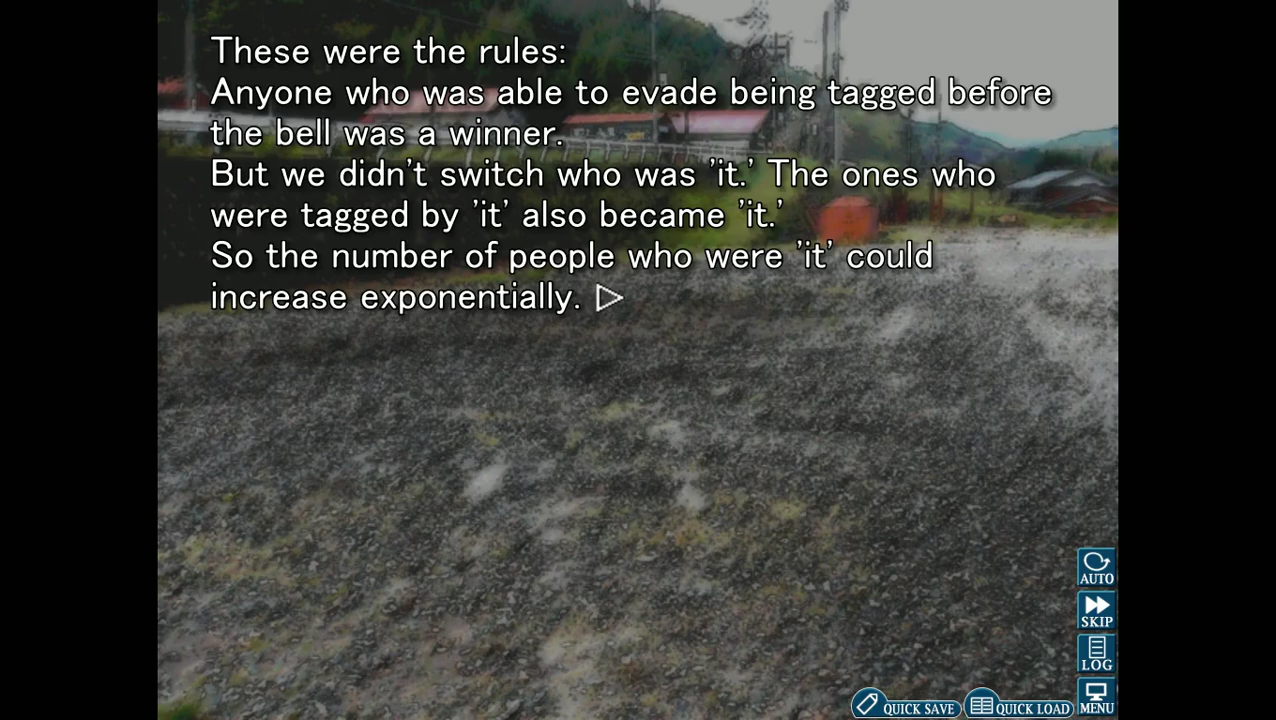 These were the rules:
Anyone who was able to evade being tagged before
the bell was a winner.
But we didn't switch who was 'it.' The ones who
were tagged by 'it' also became 'it.'
So the number of people who were 'it' could
increase exponentially.
AUTO
SKIP
LOG
MENU
QUICK SAVE
QUICK LOAD